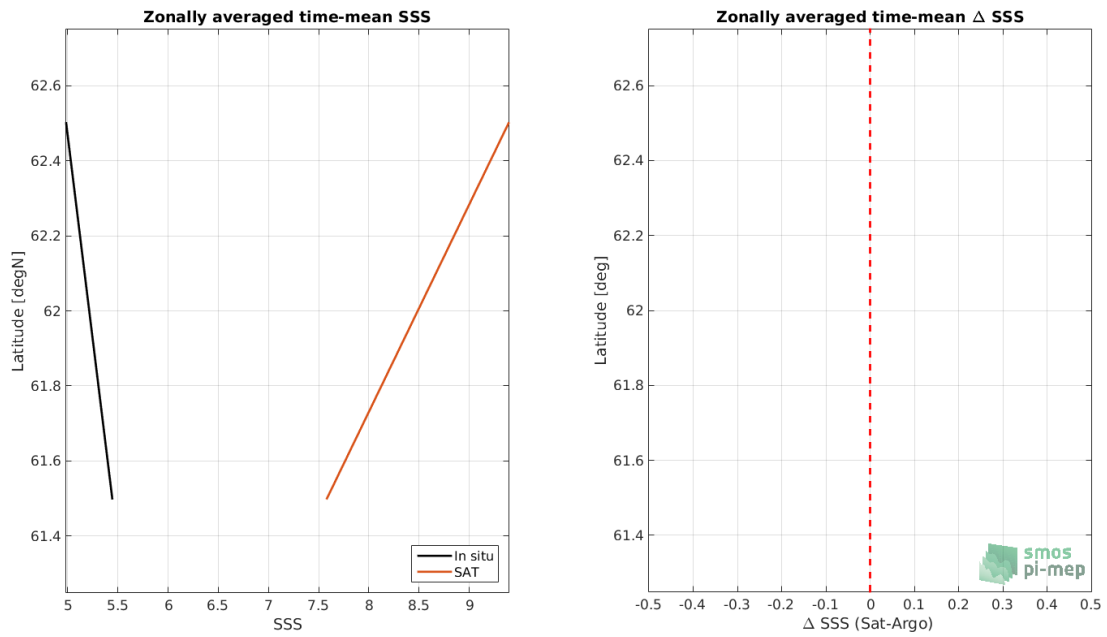 Zonally averaged time-mean SSS
62.6
62.4
62.2
62
61.8
61.6
61.4
Latitude [degN]
In situ
SAT
5 5.5 6 6.5 7 7.5 8 8.5 9
SSS
Zonally averaged time-mean Δ SSS
62.6
62.4
62.2
62
61.8
61.6
61.4
Latitude [deg]
smos
pi-mep
-0.5 -0.4 -0.3 -0.2 -0.1 0 0.1 0.2 0.3 0.4 0.5
Δ SSS (Sat-Argo)